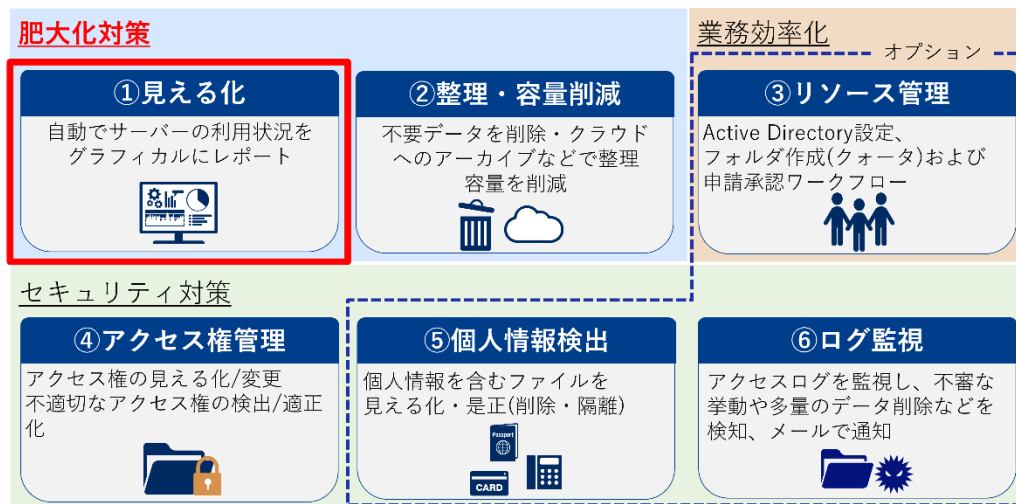 肥大化対策
業務効率化
オプション
①見える化
自動でサーバーの利用状況を
グラフィカルにレポート
②整理・容量削減
不要データを削除・クラウド
へのアーカイブなどで整理
容量を削減
③リソース管理
Active Directory設定、
フォルダ作成(クォータ)および
申請承認ワークフロー
セキュリティ対策
④アクセス権管理
アクセス権の見える化/変更
不適切なアクセス権の検出/適正
化
⑤個人情報検出
個人情報を含むファイルを
見える化・是正(削除・隔離)
Passport
CARD
⑥ログ監視
アクセスログを監視し、不審な
挙動や多量のデータ削除などを
検知、メールで通知